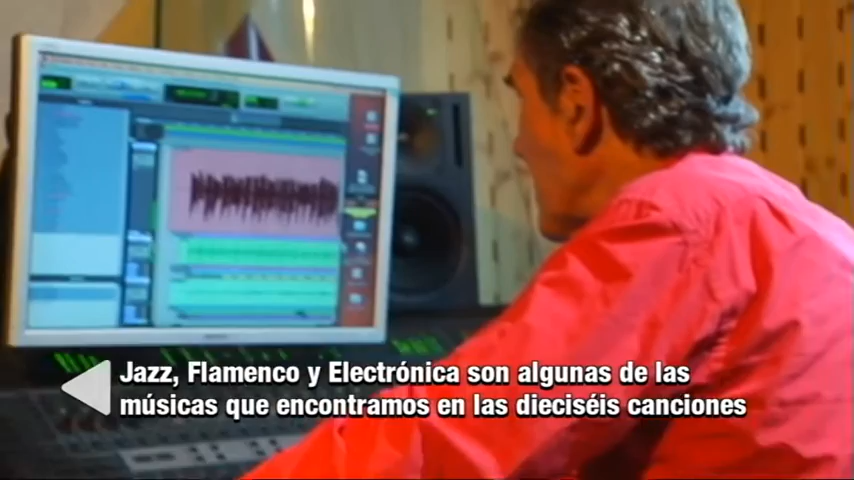 Jazz, Flamenco y Electrónica son algunas de las
músicas que encontramos en las dieciséis canciones